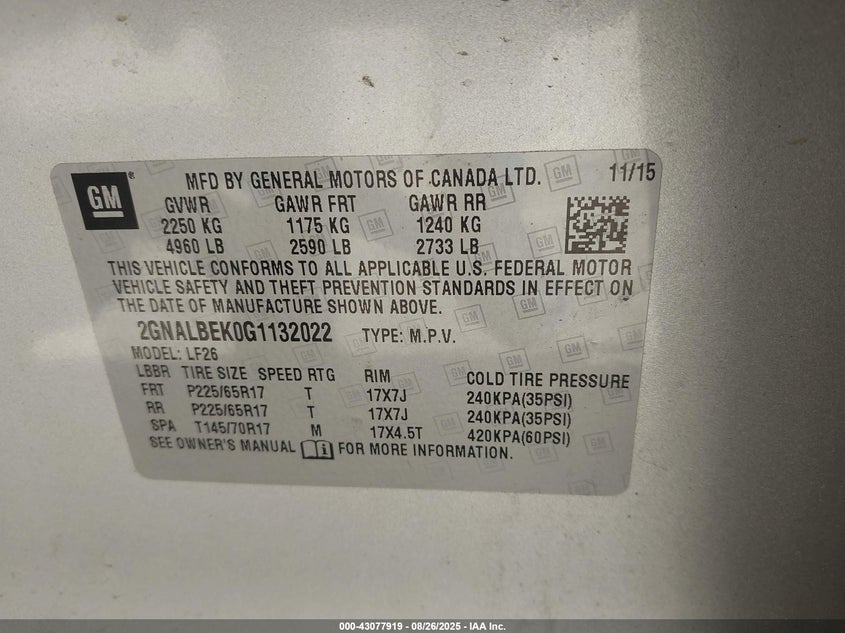 GM
MFD BY GENERAL MOTORS OF CANADA LTD. 11/15
GVWR GAWR FRT GAWR RR
2250 KG 1175 KG 1240 KG
4960 LB 2590 LB 2733 LB
THIS VEHICLE CONFORMS TO ALL APPLICABLE U.S. FEDERAL MOTOR
VEHICLE SAFETY AND THEFT PREVENTION STANDARDS IN EFFECT ON
THE DATE OF MANUFACTURE SHOWN ABOVE.
2GNALBEK0G1132022 TYPE: M.P.V.
MODEL: LF26
LBBR TIRE SIZE SPEED RTG RIM COLD TIRE PRESSURE
FRT P225/65R17 T 17X7J 240KPA(35PSI)
RR P225/65R17 T 17X7J 240KPA(35PSI)
SPA T145/70R17 M 17X4.5T 420KPA(60PSI)
SEE OWNER'S MANUAL FOR MORE INFORMATION.
000-43077919 - 08/26/2025 - IAA Inc.